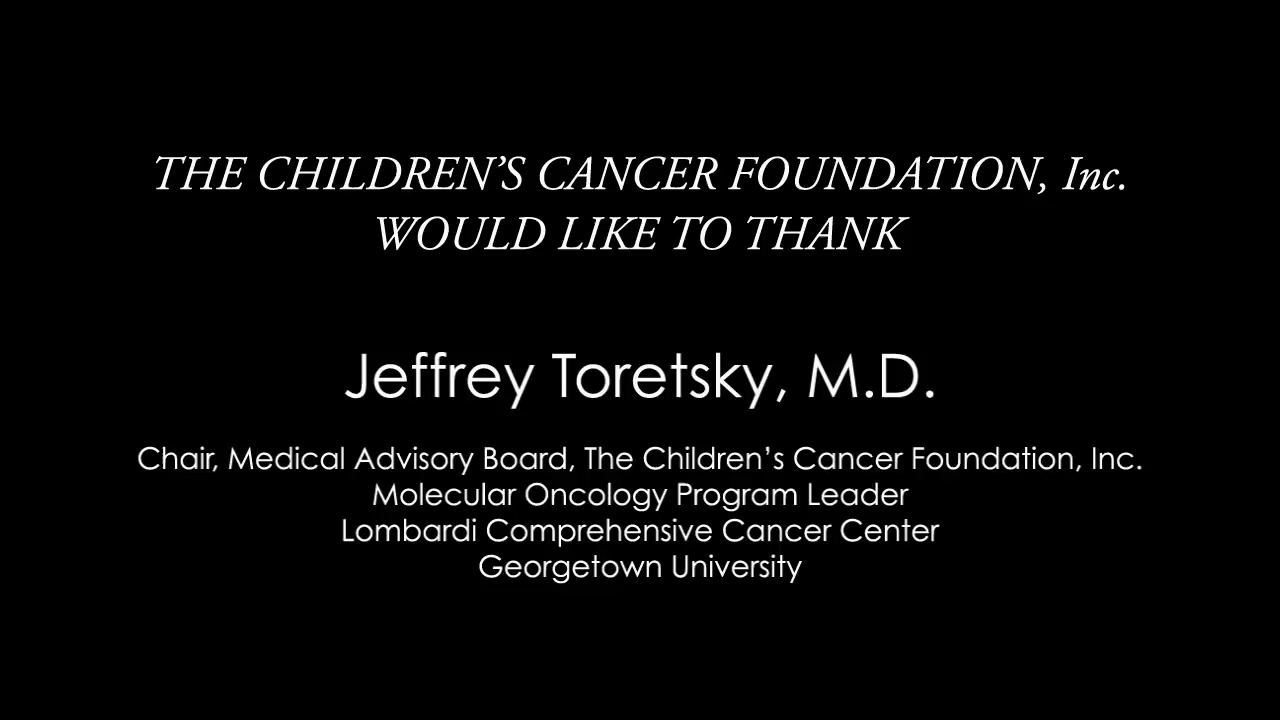 THE CHILDREN’S CANCER FOUNDATION, Inc.
WOULD LIKE TO THANK
Jeffrey Toretsky, M.D.
Chair, Medical Advisory Board, The Children’s Cancer Foundation, Inc.
Molecular Oncology Program Leader
Lombardi Comprehensive Cancer Center
Georgetown University